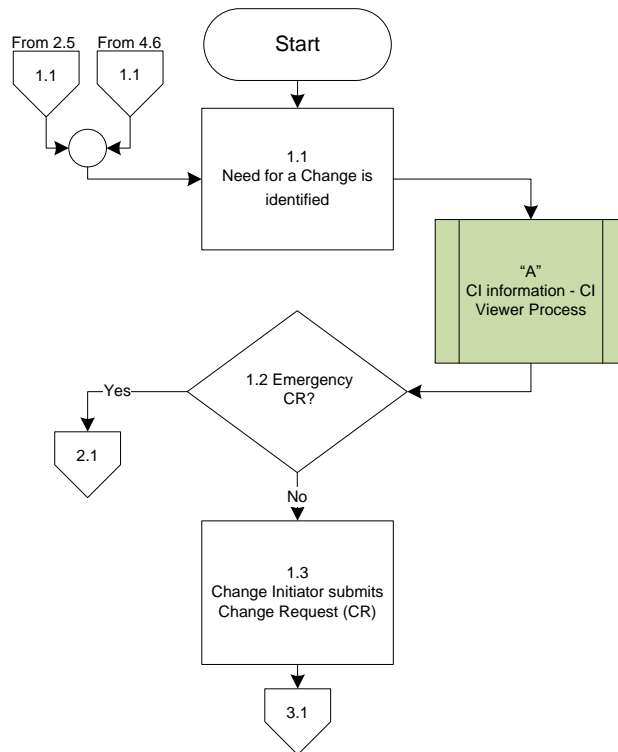 From 2.5
From 4.6
Start
1.1
1.1
1.1
Need for a Change is
identified
“A”
CI information - CI
Viewer Process
1.2 Emergency
CR?
Yes
2.1
No
1.3
Change Initiator submits
Change Request (CR)
3.1